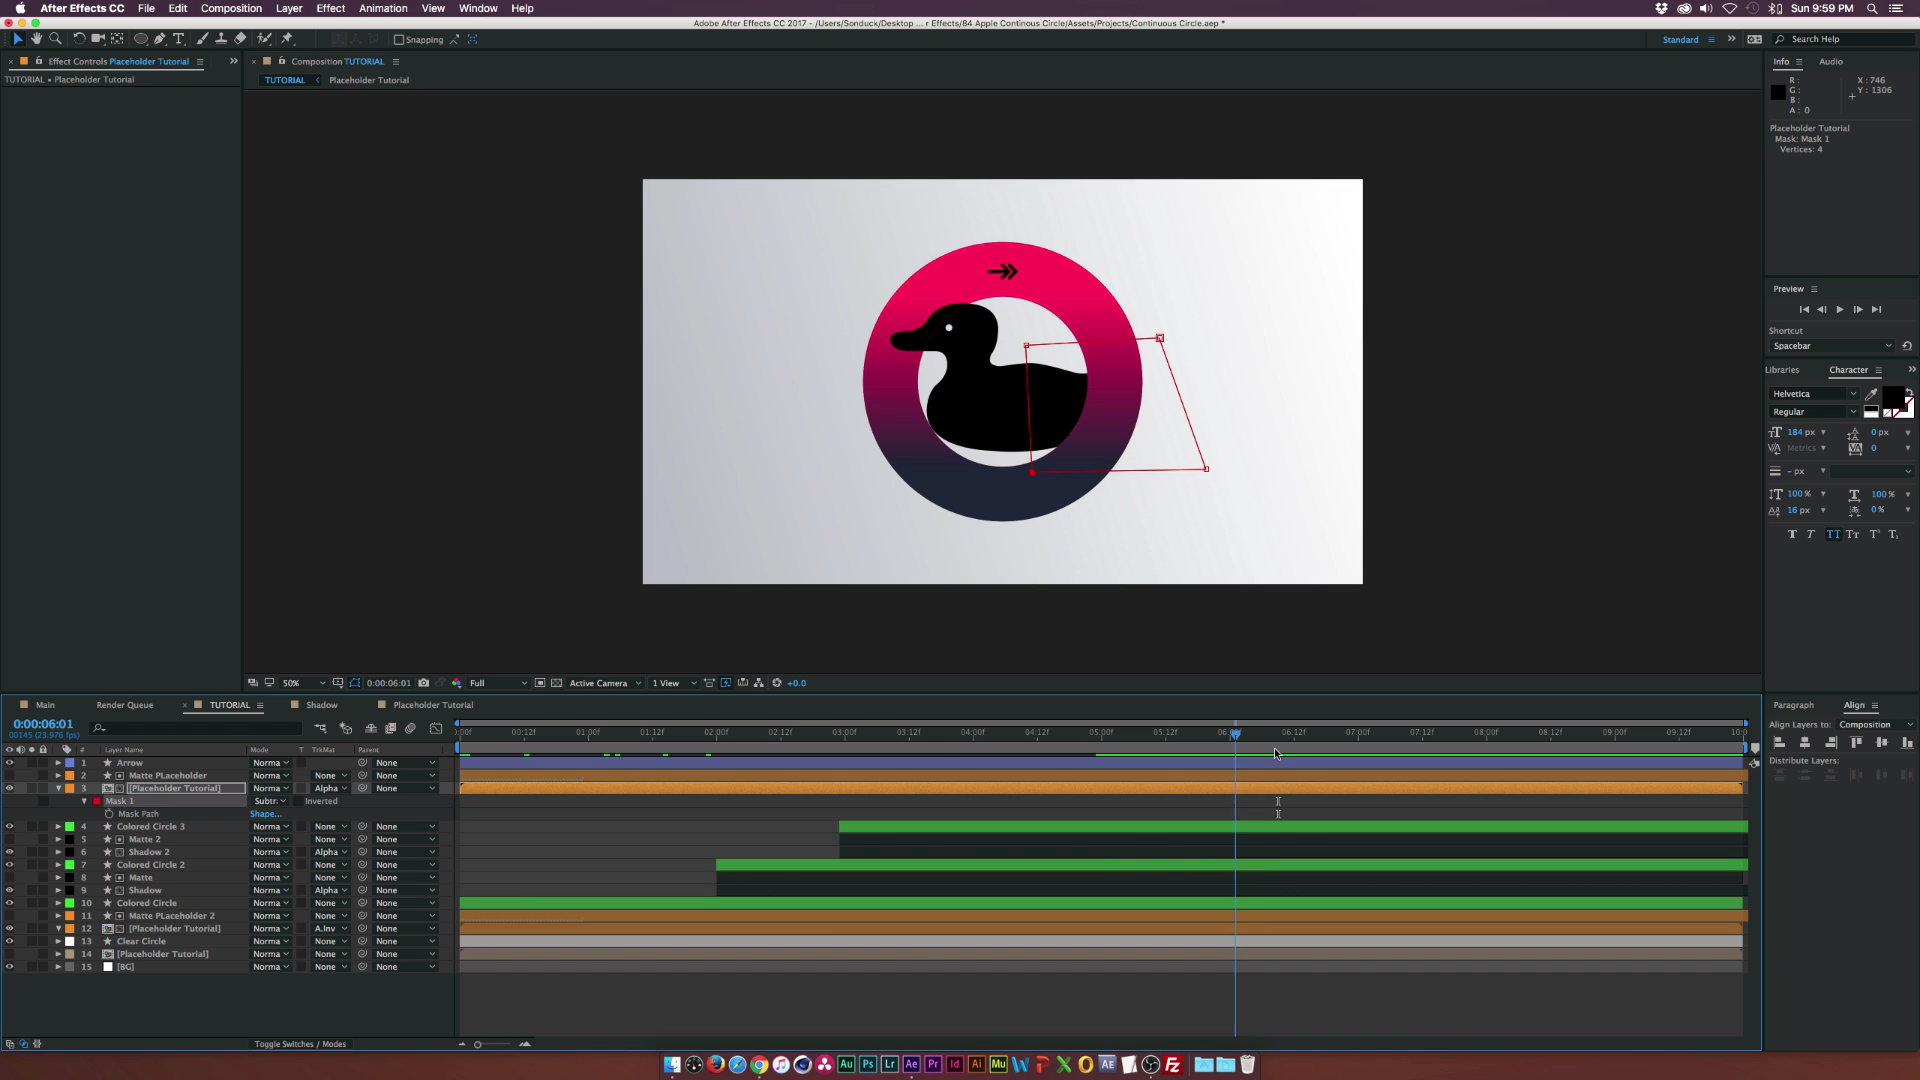 After Effects CC File Edit Composition Layer Effect Animation View Window Help Sun 9:59 PM
Adobe After Effects CC 2017 - /Users/Sonduck/Desktop ... r Effects/84 Apple Continous Circle/Assets/Projects/Continuous Circle.aep *
Snapping Standard Search Help
Effect Controls Placeholder Tutorial
TUTORIAL • Placeholder Tutorial
Composition TUTORIAL
TUTORIAL Placeholder Tutorial
Info Audio
R :
G :
B :
A : 0
X : 746
Y : 1306
Placeholder Tutorial
Mask: Mask 1
Vertices: 4
Preview
Shortcut
Spacebar
Libraries Character
Helvetica
Regular
184 px 0 px
Metrics 0
- px
100 % 100 %
16 px 0 %
50% 0:00:06:01 Full Active Camera 1 View +0.0
Main Render Queue TUTORIAL Shadow Placeholder Tutorial
0:00:06:01
00145 (23.976 fps)
:00f 00:12f 01:00f 01:12f 02:00f 02:12f 03:00f 03:12f 04:00f 04:12f 05:00f 05:12f 06:12f 07:00f 07:12f 08:00f 08:12f 09:00f 09:12f 10:0
# Layer Name Mode T TrkMat Parent
1 Arrow Norma None
2 Matte PLaceholder Norma None None
3 [Placeholder Tutorial] Norma Alpha None
Mask 1 Subtr Inverted
Mask Path Shape...
4 Colored Circle 3 Norma None None
5 Matte 2 Norma None None
6 Shadow 2 Norma Alpha None
7 Colored Circle 2 Norma None None
8 Matte Norma None None
9 Shadow Norma Alpha None
10 Colored Circle Norma None None
11 Matte PLaceholder 2 Norma None None
12 [Placeholder Tutorial] Norma A.Inv None
13 Clear Circle Norma None None
14 [Placeholder Tutorial] Norma None None
15 [BG] Norma None None
Toggle Switches / Modes
Paragraph Align
Align Layers to: Composition
Distribute Layers:
Au Ps Lr Ae Pr Id Ai Mu AE Fz